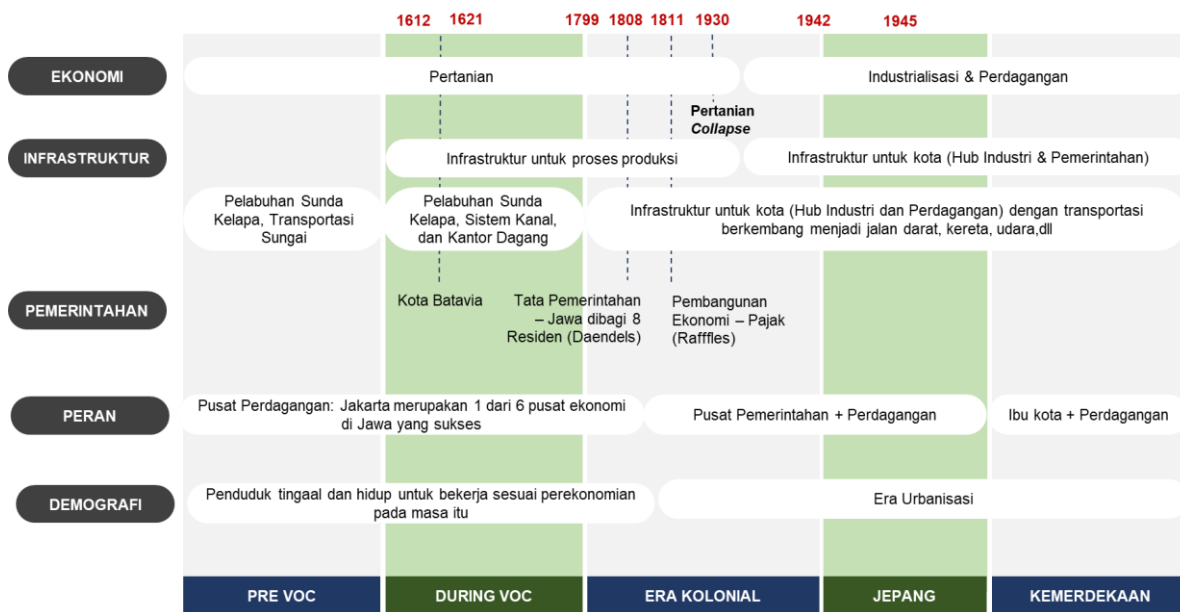 1612 1621 1799 1808 1811 1930 1942 1945
EKONOMI
Pertanian
Industrialisasi & Perdagangan
Pertanian
Collapse
INFRASTRUKTUR
Infrastruktur untuk proses produksi
Infrastruktur untuk kota (Hub Industri & Pemerintahan)
Pelabuhan Sunda
Kelapa, Transportasi
Sungai
Pelabuhan Sunda
Kelapa, Sistem Kanal,
dan Kantor Dagang
Infrastruktur untuk kota (Hub Industri dan Perdagangan) dengan transportasi
berkembang menjadi jalan darat, kereta, udara,dll
PEMERINTAHAN
Kota Batavia
Tata Pemerintahan
– Jawa dibagi 8
Residen (Daendels)
Pembangunan
Ekonomi – Pajak
(Rafffles)
PERAN
Pusat Perdagangan: Jakarta merupakan 1 dari 6 pusat ekonomi
di Jawa yang sukses
Pusat Pemerintahan + Perdagangan
Ibu kota + Perdagangan
DEMOGRAFI
Penduduk tingaal dan hidup untuk bekerja sesuai perekonomian
pada masa itu
Era Urbanisasi
PRE VOC
DURING VOC
ERA KOLONIAL
JEPANG
KEMERDEKAAN